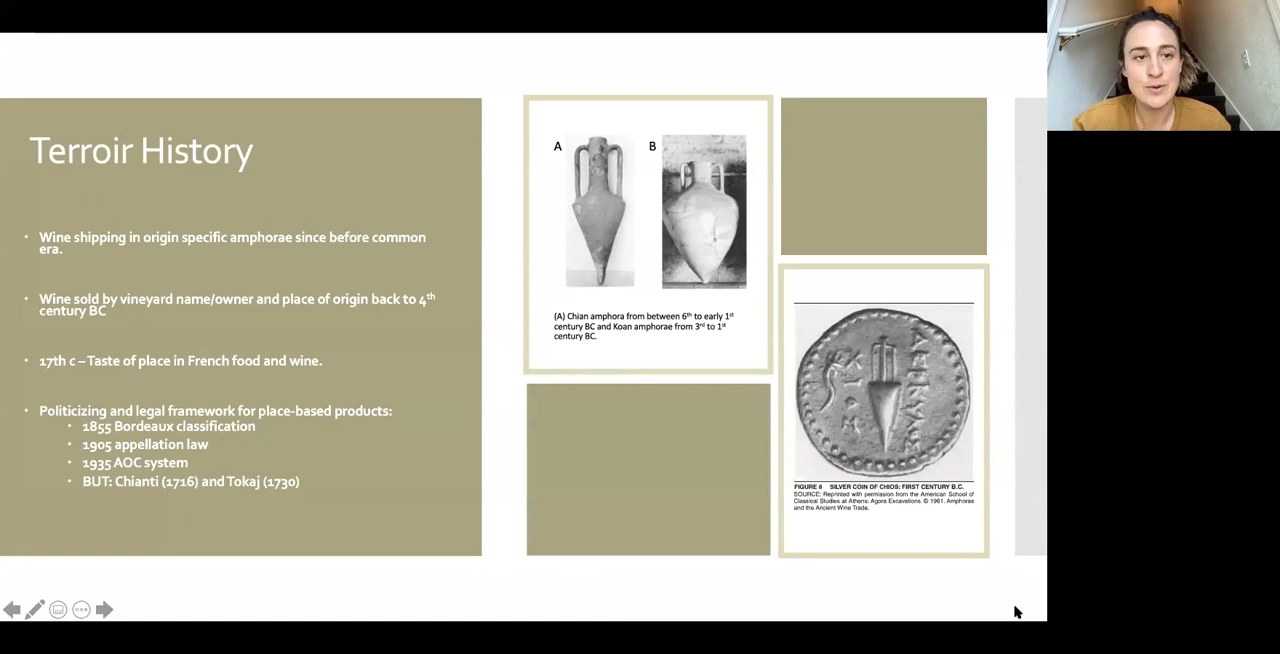 Terroir History
• Wine shipping in origin specific amphorae since before common
era.
• Wine sold by vineyard name/owner and place of origin back to 4th
century BC
• 17th c – Taste of place in French food and wine.
• Politicizing and legal framework for place-based products:
• 1855 Bordeaux classification
• 1905 appellation law
• 1935 AOC system
• BUT: Chianti (1716) and Tokaj (1730)
A
B
(A) Chian amphora from between 6th to early 1st
century BC and Koan amphorae from 3rd to 1st
century BC.
FIGURE 6 SILVER COIN OF CHIOS: FIRST CENTURY B.C.
SOURCE: Reprinted with permission from the American School of
Classical Studies at Athens: Agora Excavations. © 1961. Amphoras
and the Ancient Wine Trade.